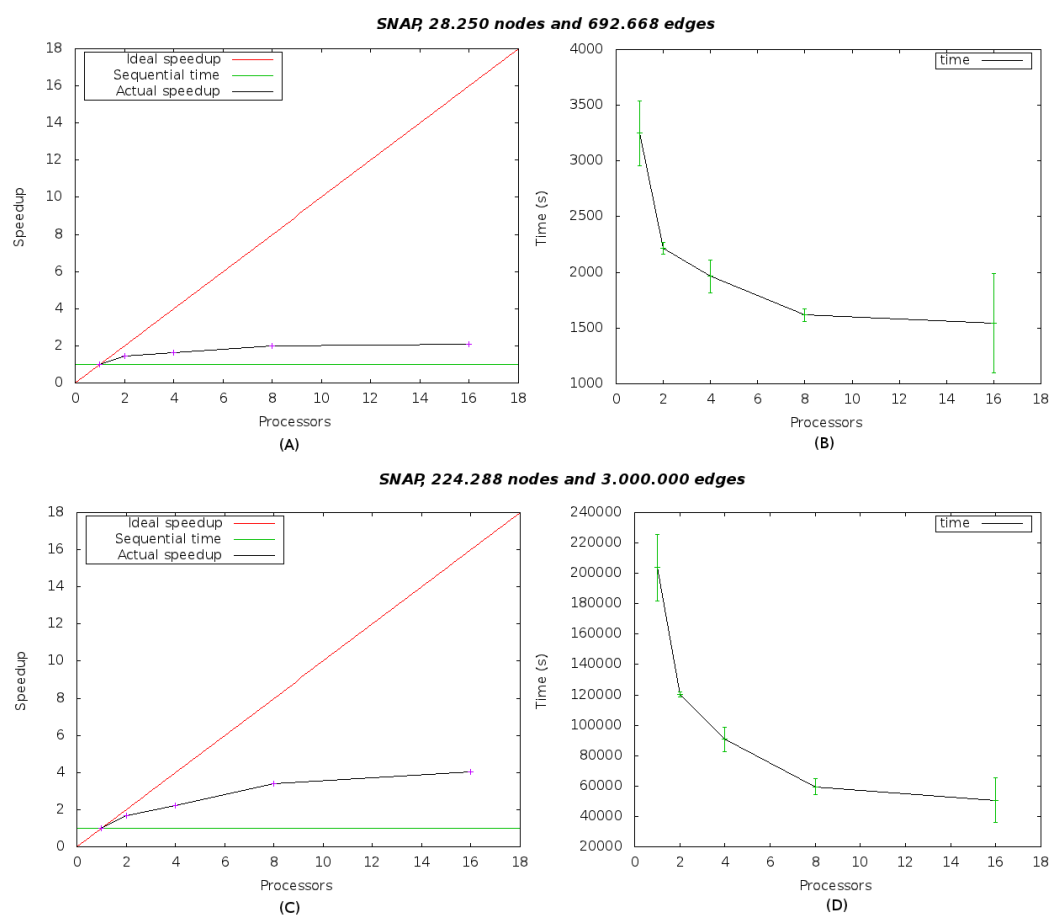 SNAP, 28.250 nodes and 692.668 edges
18
16
14
12
10
8
6
4
2
0
Speedup
Ideal speedup
Sequential time
Actual speedup
0 2 4 6 8 10 12 14 16 18
Processors
(A)
4000
3500
3000
2500
2000
1500
1000
Time (s)
time
0 2 4 6 8 10 12 14 16 18
Processors
(B)
SNAP, 224.288 nodes and 3.000.000 edges
18
16
14
12
10
8
6
4
2
0
Speedup
Ideal speedup
Sequential time
Actual speedup
0 2 4 6 8 10 12 14 16 18
Processors
(C)
240000
220000
200000
180000
160000
140000
120000
100000
80000
60000
40000
20000
Time (s)
time
0 2 4 6 8 10 12 14 16 18
Processors
(D)